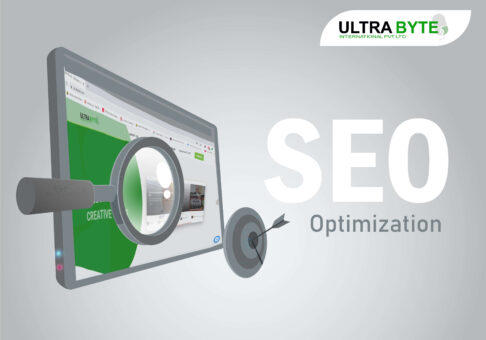 ULTRA BYTE
INTERNATIONAL PVT.LTD
ULTRA BYTE
CREATIVE
SEO
Optimization